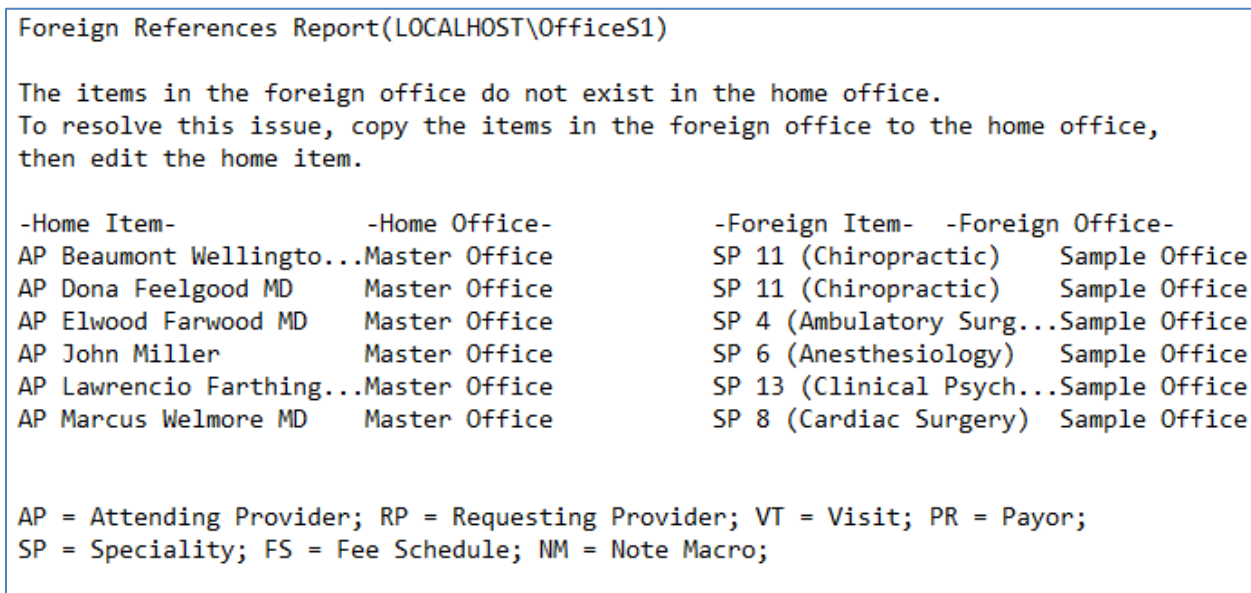 Foreign References Report(LOCALHOST\OfficeS1)
The items in the foreign office do not exist in the home office.
To resolve this issue, copy the items in the foreign office to the home office,
then edit the home item.
-Home Item- -Home Office- -Foreign Item- -Foreign Office-
AP Beaumont Wellingto...Master Office SP 11 (Chiropractic) Sample Office
AP Dona Feelgood MD Master Office SP 11 (Chiropractic) Sample Office
AP Elwood Farwood MD Master Office SP 4 (Ambulatory Surg...Sample Office
AP John Miller Master Office SP 6 (Anesthesiology) Sample Office
AP Lawrencio Farthing...Master Office SP 13 (Clinical Psych...Sample Office
AP Marcus Welmore MD Master Office SP 8 (Cardiac Surgery) Sample Office
AP = Attending Provider; RP = Requesting Provider; VT = Visit; PR = Payor;
SP = Speciality; FS = Fee Schedule; NM = Note Macro;